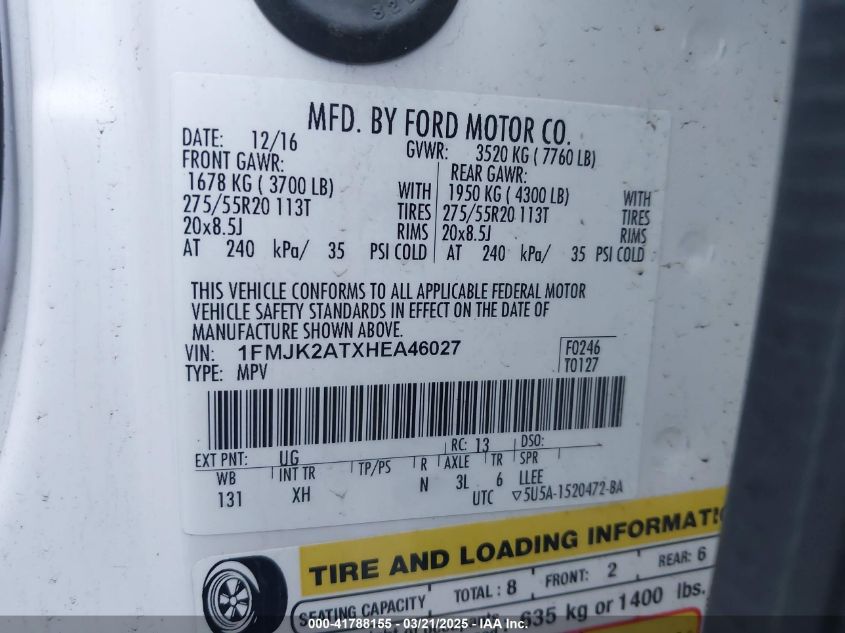 MFD. BY FORD MOTOR CO.
DATE: 12/16 GVWR: 3520 KG ( 7760 LB)
FRONT GAWR: REAR GAWR:
1678 KG ( 3700 LB) WITH 1950 KG ( 4300 LB) WITH
275/55R20 113T TIRES 275/55R20 113T TIRES
20x8.5J RIMS 20x8.5J RIMS
AT 240 kPa/ 35 PSI COLD AT 240 kPa/ 35 PSI COLD
THIS VEHICLE CONFORMS TO ALL APPLICABLE FEDERAL MOTOR
VEHICLE SAFETY STANDARDS IN EFFECT ON THE DATE OF
MANUFACTURE SHOWN ABOVE.
VIN: 1FMJK2ATXHEA46027 F0246
TYPE: MPV T0127
EXT PNT: UG RC: 13 DSO:
WB INT TR TP/PS R AXLE TR SPR
131 XH N 3L 6 LLEE
UTC ▽5U5A-1520472-BA
TIRE AND LOADING INFORMATI
SEATING CAPACITY TOTAL : 8 FRONT: 2 REAR: 6
635 kg or 1400 lbs.
000-41788155 - 03/21/2025 - IAA Inc.